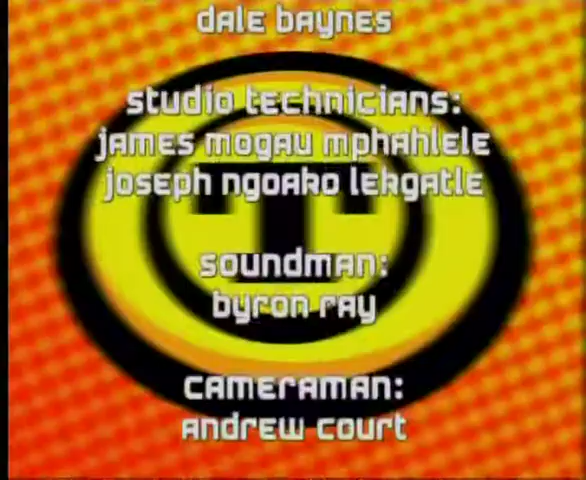 Dale Baynes
Studio Technicians:
James Mogau Mphahlele
Joseph Ngoako Lekgatle
T
Soundman:
Byron Ray
Cameraman:
Andrew Court